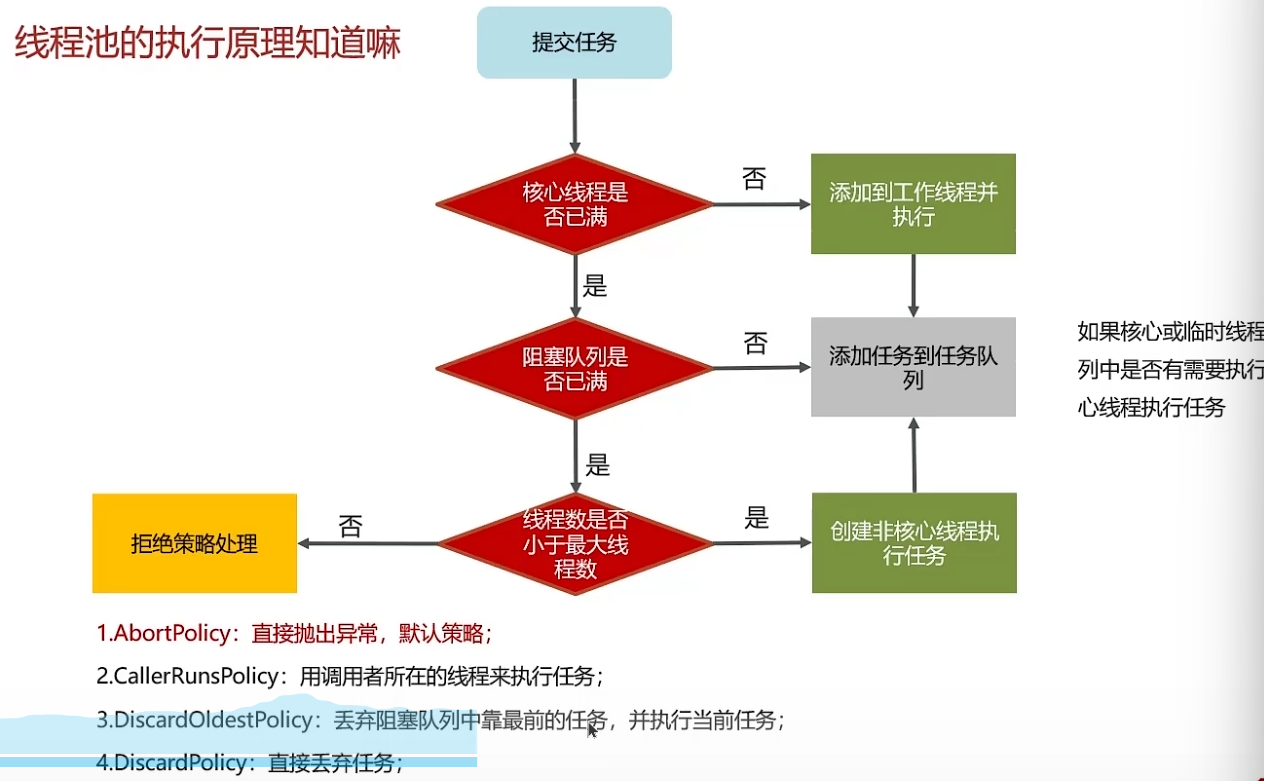 线程池的执行原理知道嘛
提交任务
核心线程是
否已满
否
添加到工作线程并
执行
是
阻塞队列是
否已满
否
添加任务到任务队
列
如果核心或临时线程
列中是否有需要执行
心线程执行任务
是
线程数是否
小于最大线
程数
否
拒绝策略处理
是
创建非核心线程执
行任务
1.AbortPolicy：直接抛出异常，默认策略；
2.CallerRunsPolicy：用调用者所在的线程来执行任务；
3.DiscardOldestPolicy：丢弃阻塞队列中靠最前的任务，并执行当前任务；
4.DiscardPolicy：直接丢弃任务；